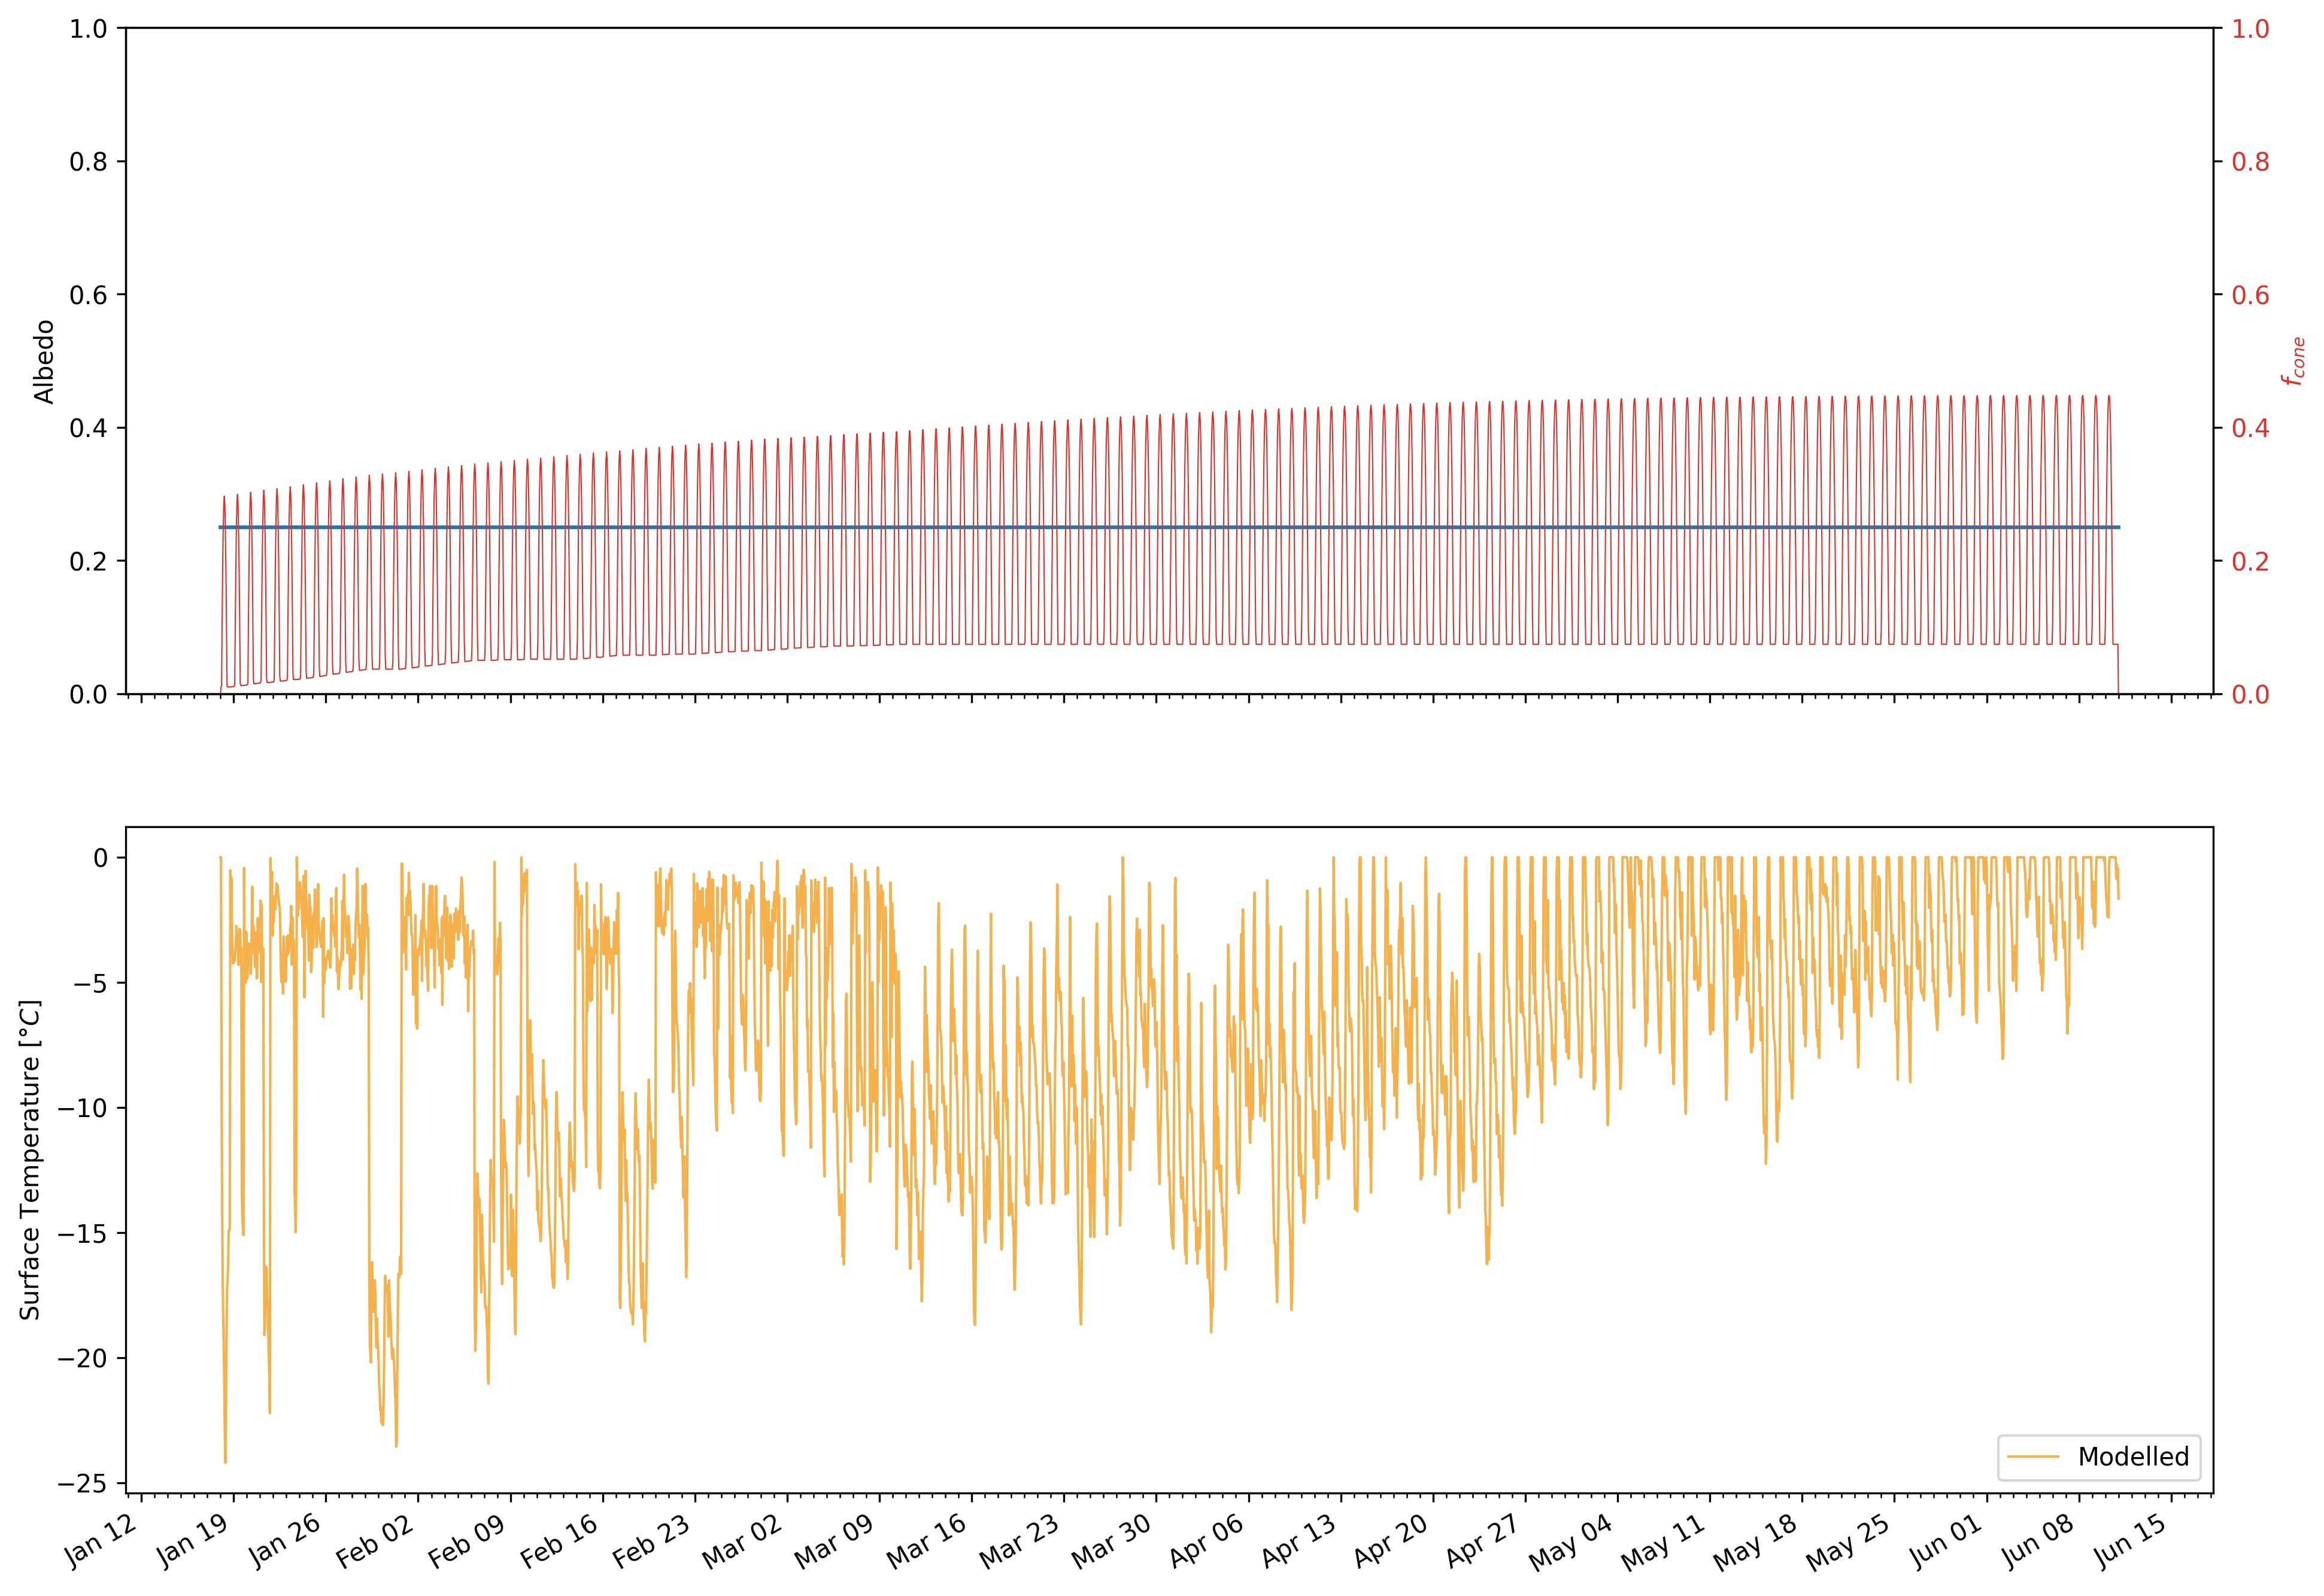 1.0
0.8
0.6
0.4
0.2
0.0
Albedo
1.0
0.8
0.6
0.4
0.2
0.0
f_cone
0
−5
−10
−15
−20
−25
Surface Temperature [°C]
Modelled
Jan 12
Jan 19
Jan 26
Feb 02
Feb 09
Feb 16
Feb 23
Mar 02
Mar 09
Mar 16
Mar 23
Mar 30
Apr 06
Apr 13
Apr 20
Apr 27
May 04
May 11
May 18
May 25
Jun 01
Jun 08
Jun 15